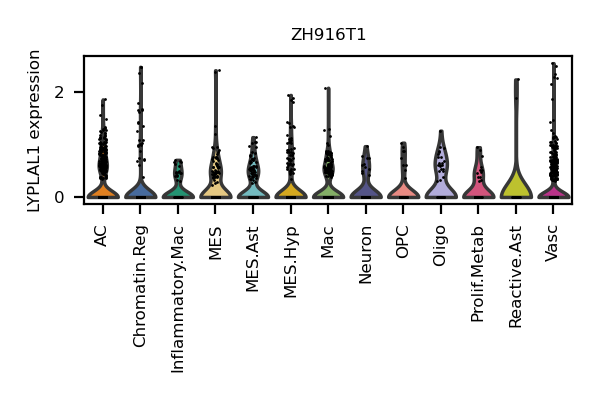 ZH916T1
LYPLAL1 expression
2
0
AC
Chromatin.Reg
Inflammatory.Mac
MES
MES.Ast
MES.Hyp
Mac
Neuron
OPC
Oligo
Prolif.Metab
Reactive.Ast
Vasc